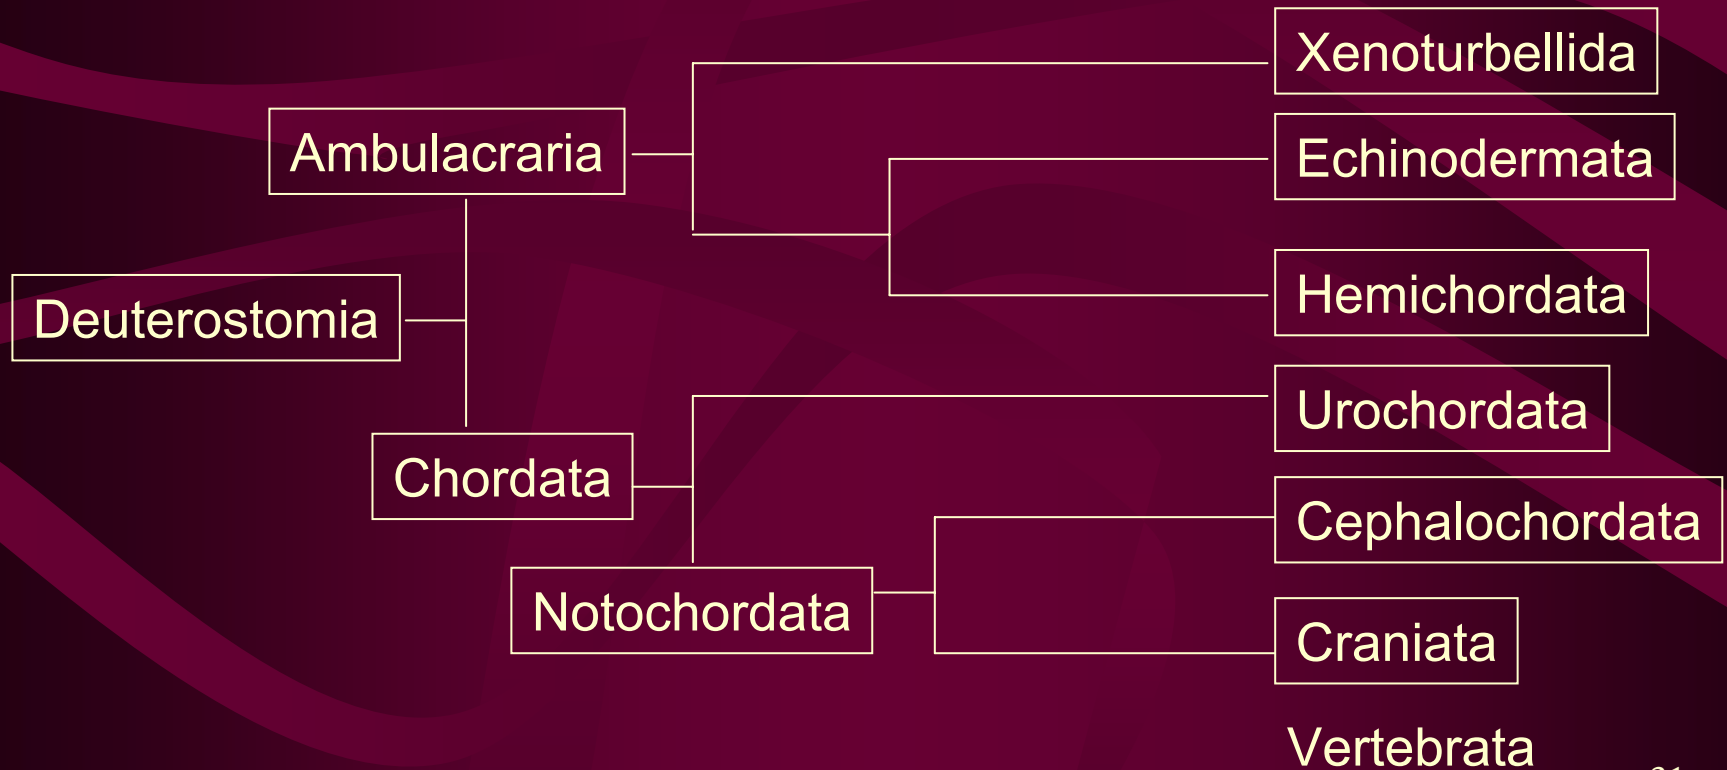 Xenoturbellida
Ambulacraria
Echinodermata
Deuterostomia
Hemichordata
Urochordata
Chordata
Cephalochordata
Notochordata
Craniata
Vertebrata